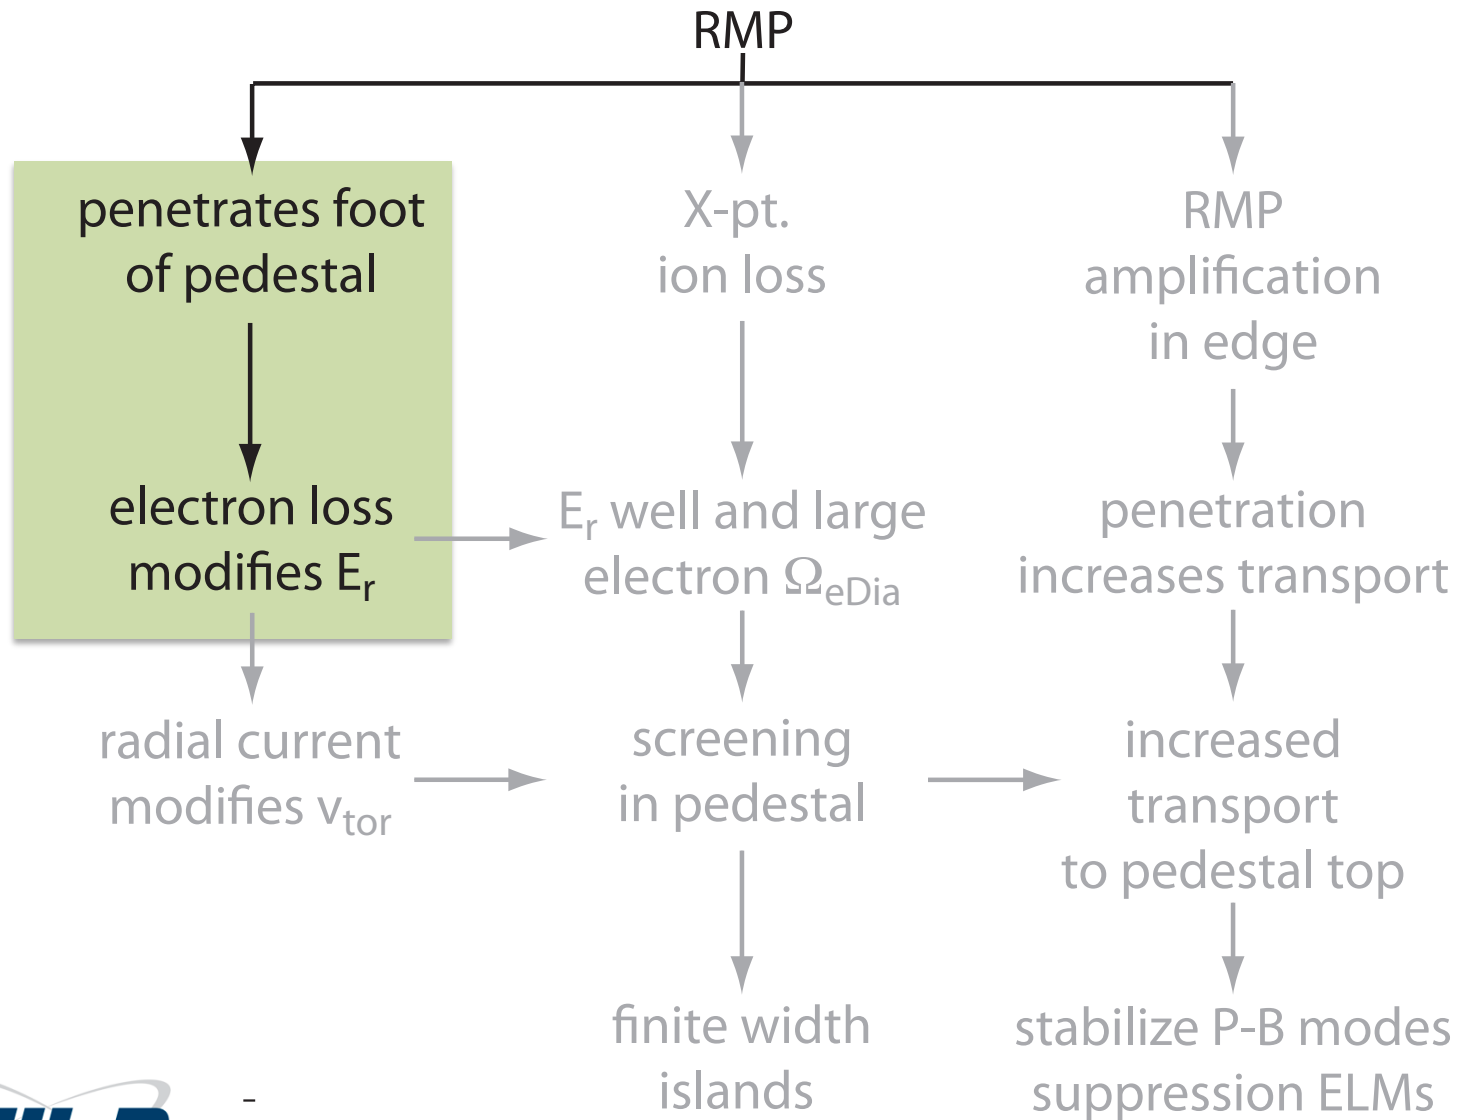 RMP
penetrates foot
of pedestal
electron loss
modifies Er
radial current
modifies vtor
X-pt.
ion loss
Er well and large
electron ΩeDia
screening
in pedestal
finite width
islands
RMP
amplification
in edge
penetration
increases transport
increased
transport
to pedestal top
stabilize P-B modes
suppression ELMs